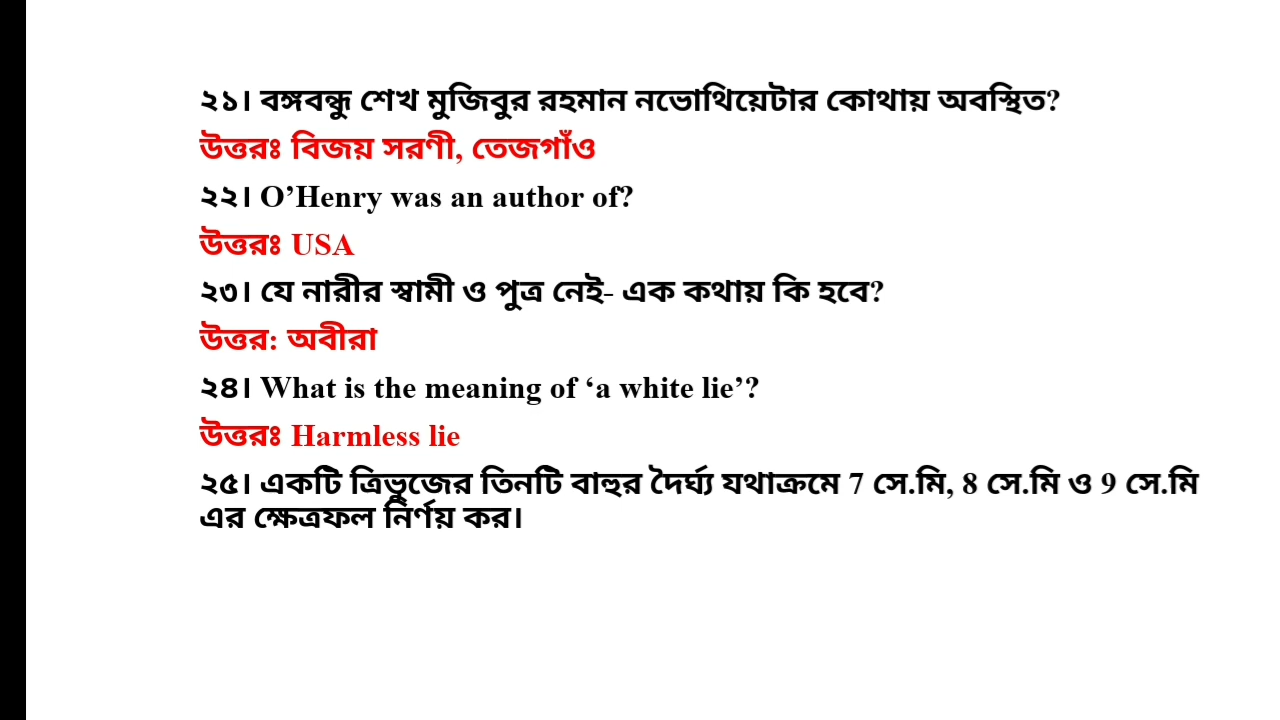 ২১। বঙ্গবন্ধু শেখ মুজিবুর রহমান নভোথিয়েটার কোথায় অবস্থিত?
উত্তরঃ বিজয় সরণী, তেজগাঁও
২২। O’Henry was an author of?
উত্তরঃ USA
২৩। যে নারীর স্বামী ও পুত্র নেই- এক কথায় কি হবে?
উত্তর: অবীরা
২৪। What is the meaning of ‘a white lie’?
উত্তরঃ Harmless lie
২৫। একটি ত্রিভুজের তিনটি বাহুর দৈর্ঘ্য যথাক্রমে 7 সে.মি, 8 সে.মি ও 9 সে.মি
এর ক্ষেত্রফল নির্ণয় কর।